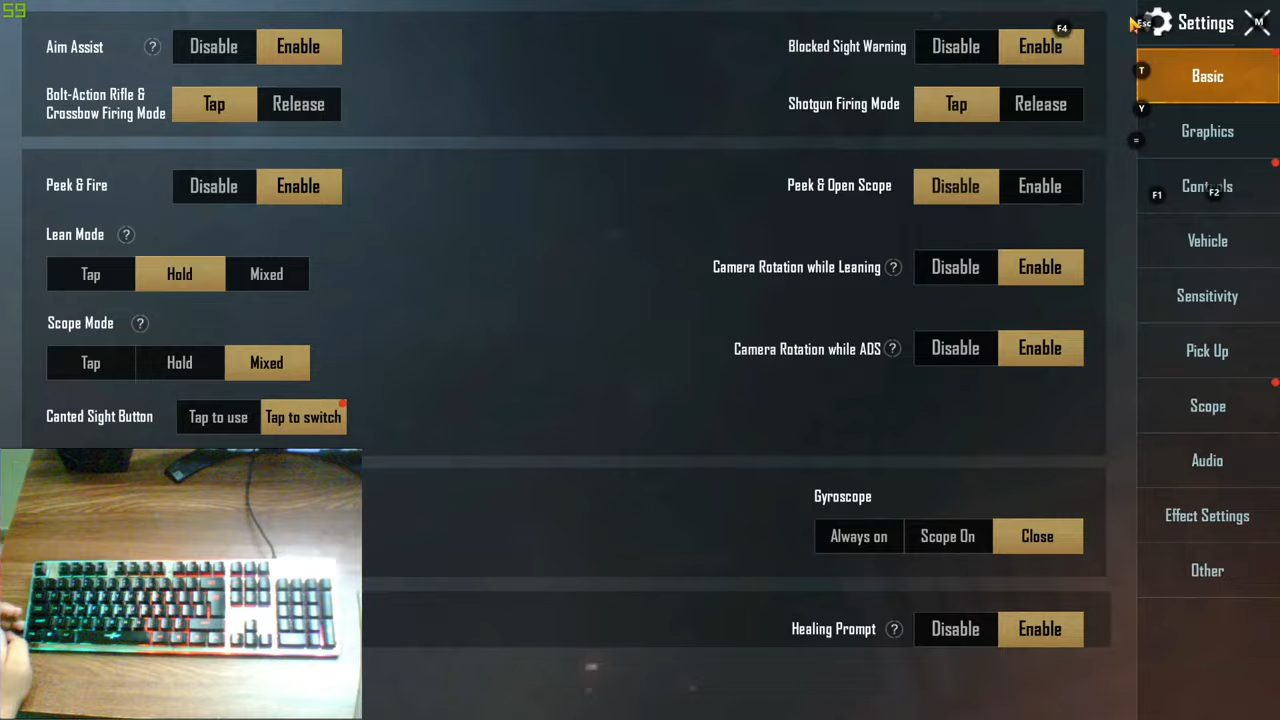 59
Aim Assist ? Disable Enable
Blocked Sight Warning Disable Enable
F4
Esc Settings M
Bolt-Action Rifle &
Crossbow Firing Mode
Tap Release
Shotgun Firing Mode Tap Release
Peek & Fire Disable Enable
Peek & Open Scope Disable Enable
Lean Mode ?
Tap Hold Mixed
Camera Rotation while Leaning ? Disable Enable
Scope Mode ?
Tap Hold Mixed
Camera Rotation while ADS ? Disable Enable
Canted Sight Button Tap to use Tap to switch
Gyroscope
Always on Scope On Close
Healing Prompt ? Disable Enable
T
Basic
Y
Graphics
=
Controls
F1 F2
Vehicle
Sensitivity
Pick Up
Scope
Audio
Effect Settings
Other